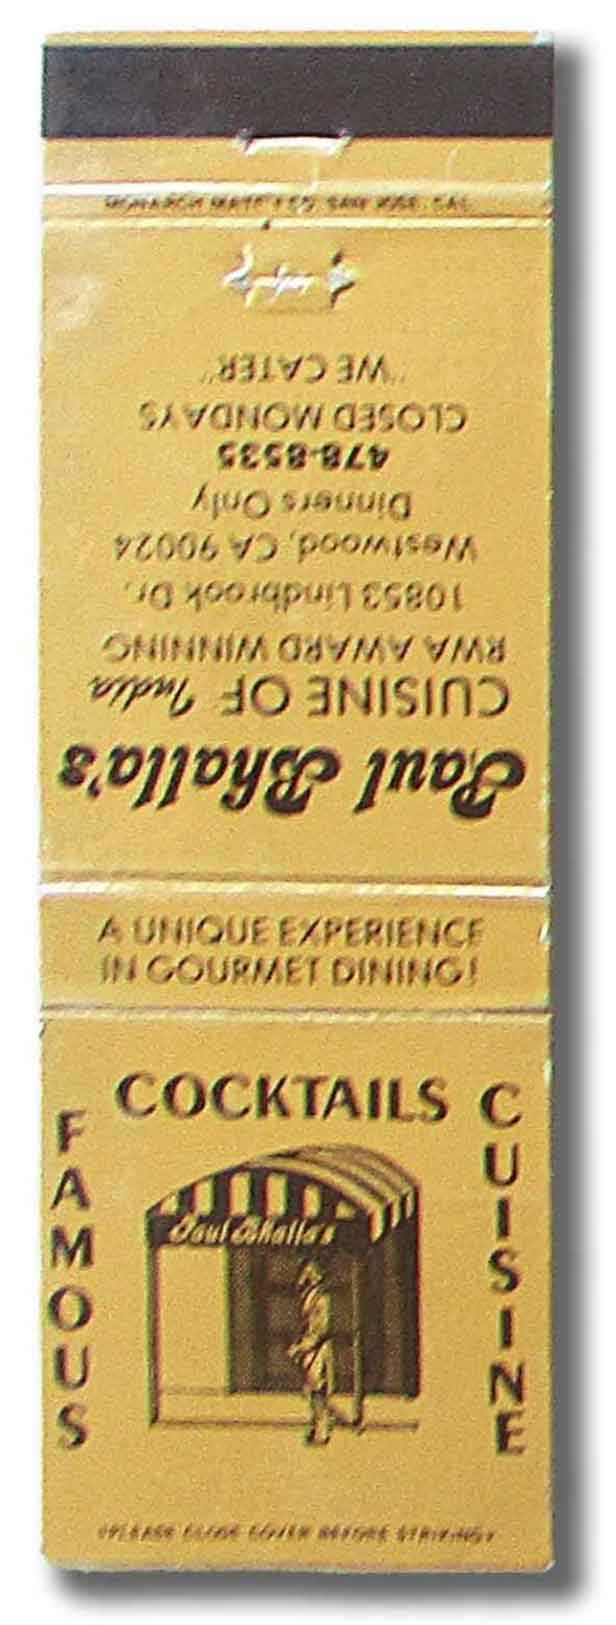 MONARCH MATCH CO. SAN JOSE, CAL.
Paul Bhalla's
CUISINE OF India
RWA AWARD WINNING
10853 Lindbrook Dr.
Westwood, CA 90024
Dinners Only
478-8535
CLOSED MONDAYS
"WE CATER"
A UNIQUE EXPERIENCE
IN GOURMET DINING!
COCKTAILS
FAMOUS
CUISINE
Paul Bhalla's
PLEASE CLOSE COVER BEFORE STRIKING